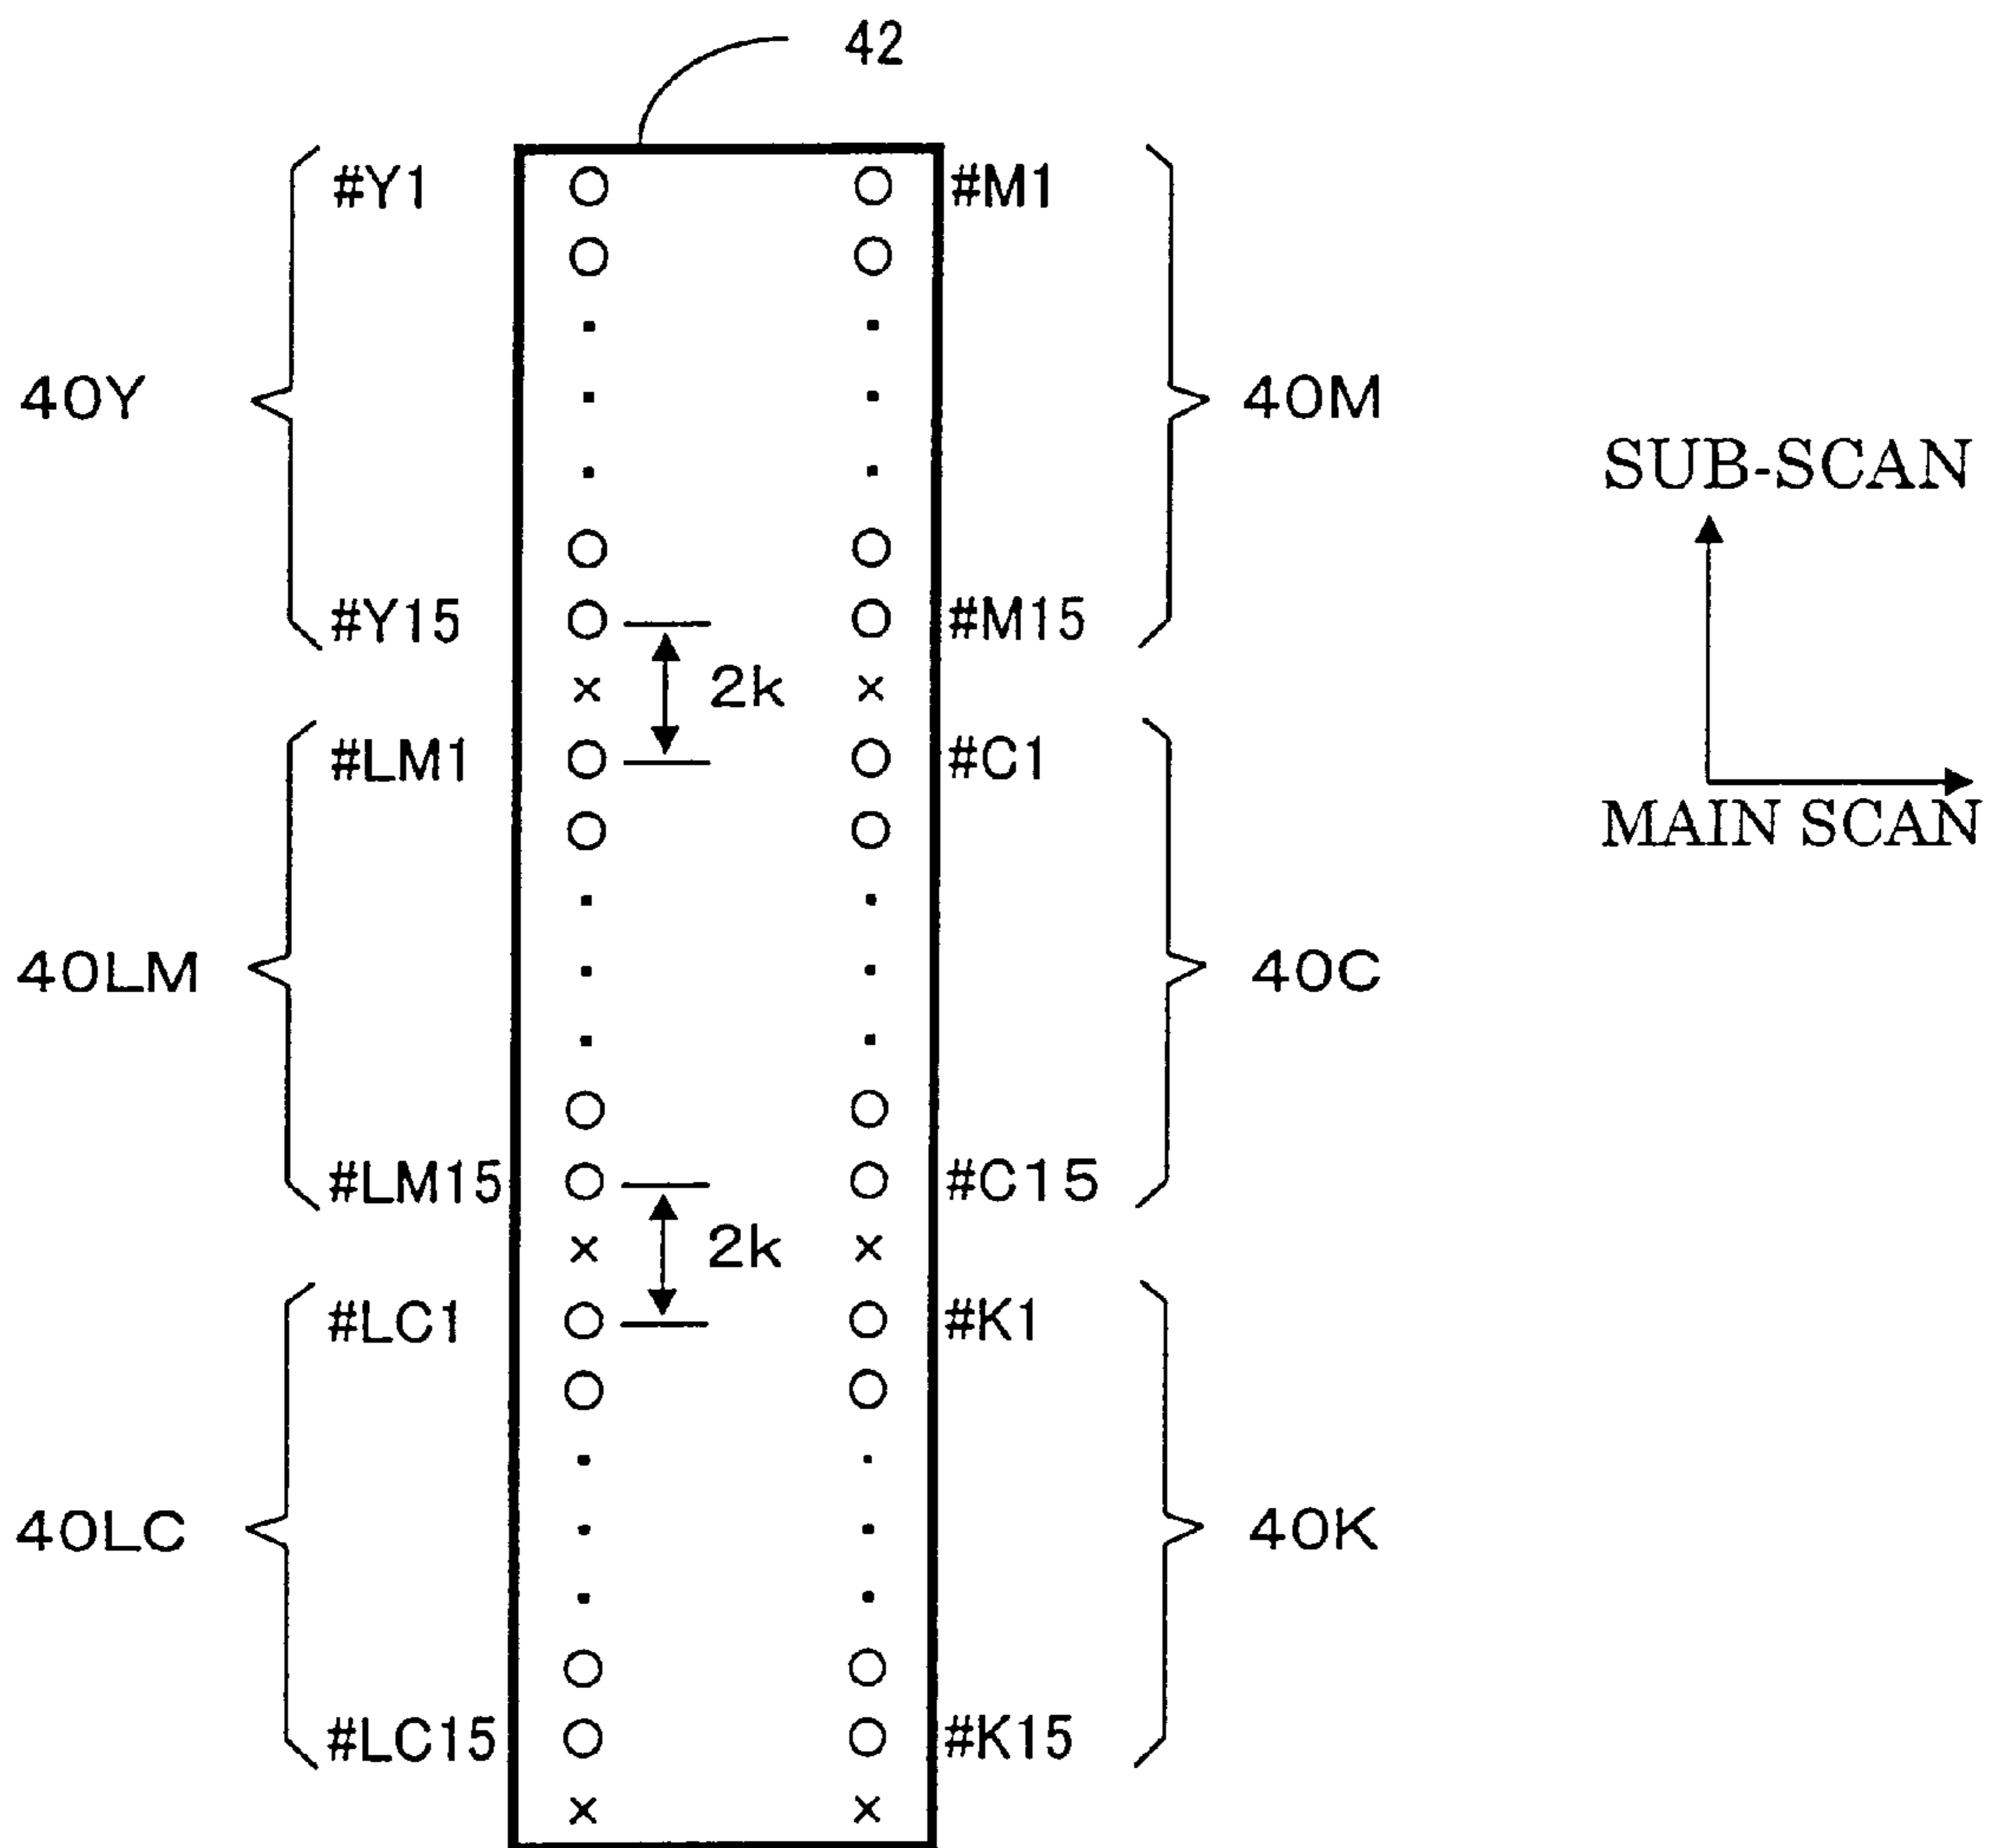 42
#Y1 #M1
40Y 40M
SUB-SCAN
#Y15 #M15
x 2k x
#LM1 #C1
MAIN SCAN
40LM 40C
#LM15 #C15
x 2k x
#LC1 #K1
40LC 40K
#LC15 #K15
x x